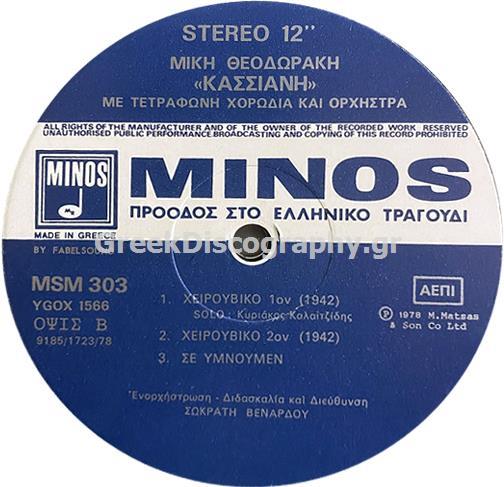 STEREO 12''
ΜΙΚΗ ΘΕΟΔΩΡΑΚΗ
«ΚΑΣΣΙΑΝΗ»
ΜΕ ΤΕΤΡΑΦΩΝΗ ΧΟΡΩΔΙΑ ΚΑΙ ΟΡΧΗΣΤΡΑ
ALL RIGHTS OF THE MANUFACTURER AND OF THE OWNER OF THE RECORDED WORK RESERVED
UNAUTHORISED PUBLIC PERFORMANCE BROADCASTING AND COPYING OF THIS RECORD PROHIBITED
MINOS
MINOS
ΠΡΟΟΔΟΣ ΣΤΟ ΕΛΛΗΝΙΚΟ ΤΡΑΓΟΥΔΙ
MADE IN GREECE
BY FABELSOUND
GreekDiscography.gr
MSM 303
YGOX 1566
ΟΨΙΣ Β
9185/1723/78
ΑΕΠΙ
P 1978 M. Matsas
& Son Co Ltd
1. ΧΕΙΡΟΥΒΙΚΟ 1ον (1942)
SOLO: Κυριάκος Καλαϊτζίδης
2. ΧΕΙΡΟΥΒΙΚΟ 2ον (1942)
3. ΣΕ ΥΜΝΟΥΜΕΝ
Ἐνορχήστρωση - Διδασκαλία καὶ Διεύθυνση
ΣΩΚΡΑΤΗ ΒΕΝΑΡΔΟΥ